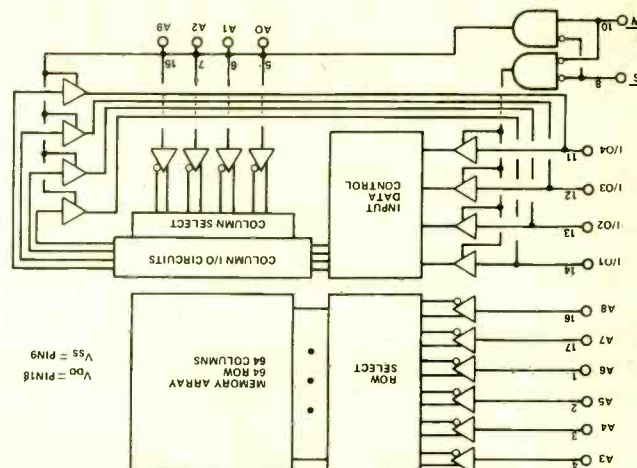 A3 4
A4 3
A5 2
A6 1
A7 17
A8 16
ROW
SELECT
MEMORY ARRAY
64 ROW
64 COLUMNS
VDD = PIN18
VSS = PIN9
I/O1 14
I/O2 13
I/O3 12
I/O4 11
INPUT
DATA
CONTROL
COLUMN I/O CIRCUITS
COLUMN SELECT
5 6 7 15
A0 A1 A2 A9
S 8
W 10